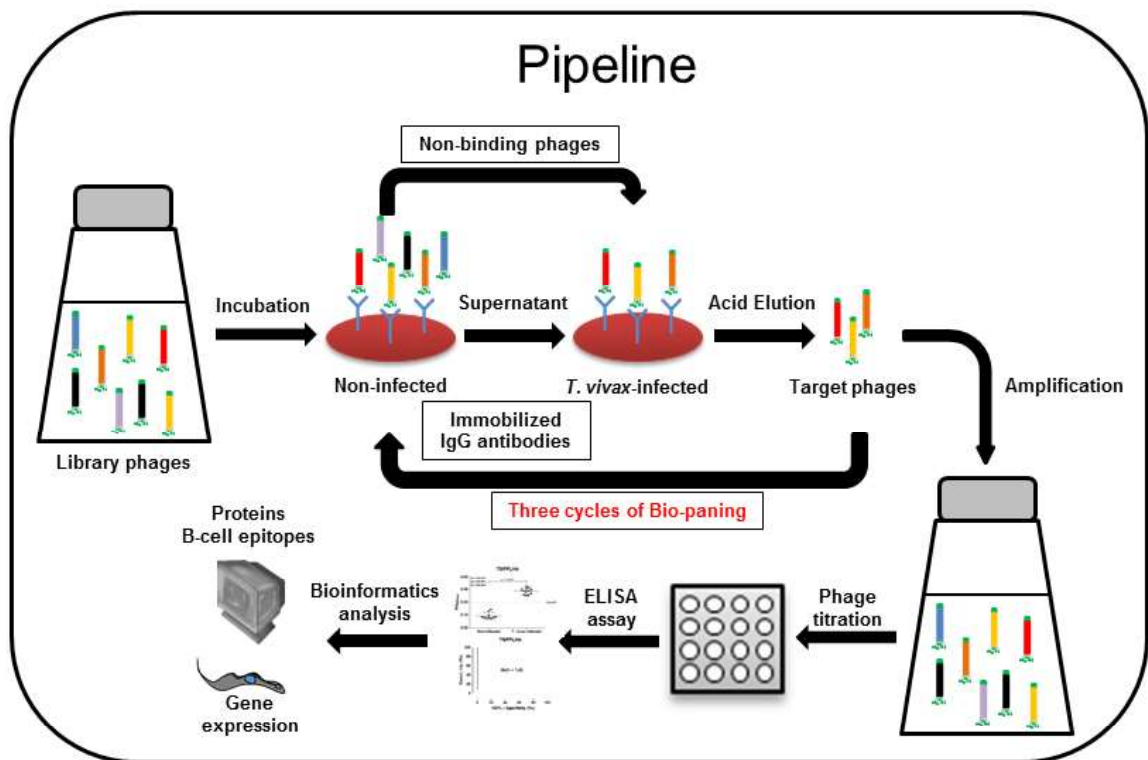 Pipeline
Non-binding phages
Incubation
Supernatant
Acid Elution
Non-infected
T. vivax-infected
Target phages
Amplification
Library phages
Immobilized
IgG antibodies
Three cycles of Bio-paning
Proteins
B-cell epitopes
Bioinformatics
analysis
ELISA
assay
Phage
titration
Gene
expression